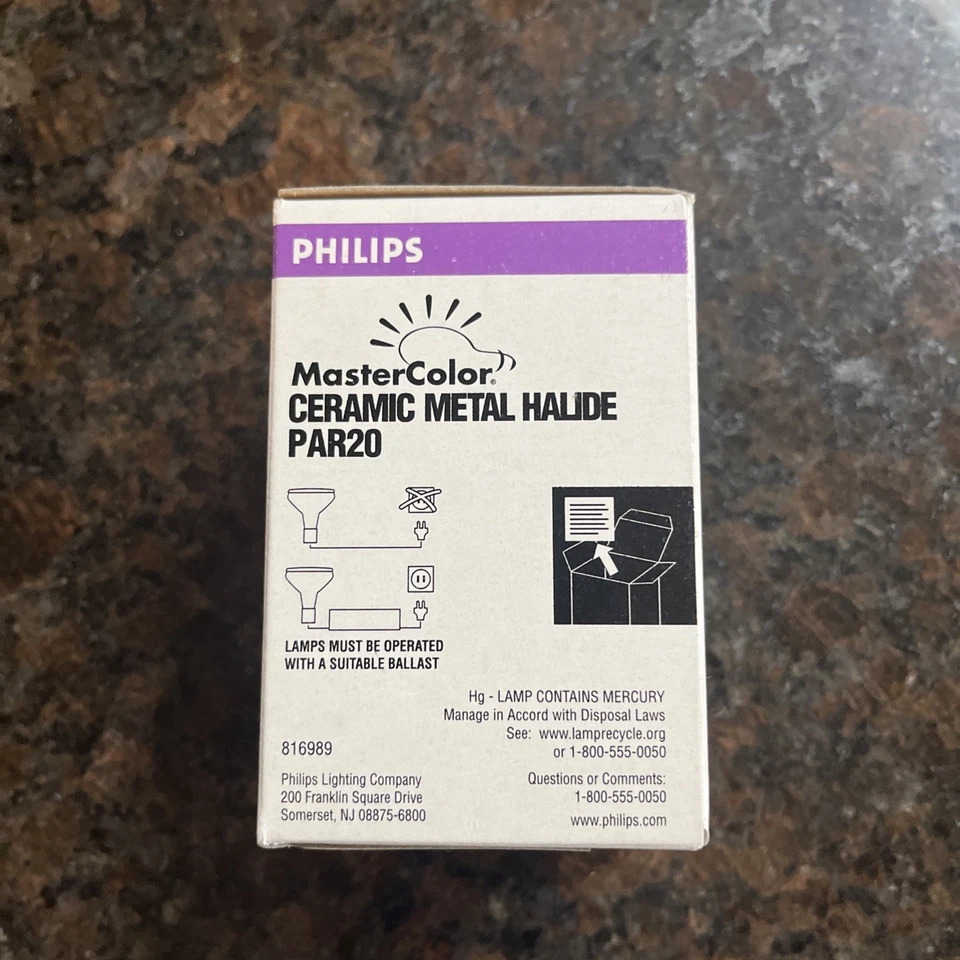 PHILIPS
MasterColor®
CERAMIC METAL HALIDE
PAR20
LAMPS MUST BE OPERATED
WITH A SUITABLE BALLAST
Hg - LAMP CONTAINS MERCURY
Manage in Accord with Disposal Laws
See: www.lamprecycle.org
or 1-800-555-0050
816989
Philips Lighting Company
200 Franklin Square Drive
Somerset, NJ 08875-6800
Questions or Comments:
1-800-555-0050
www.philips.com